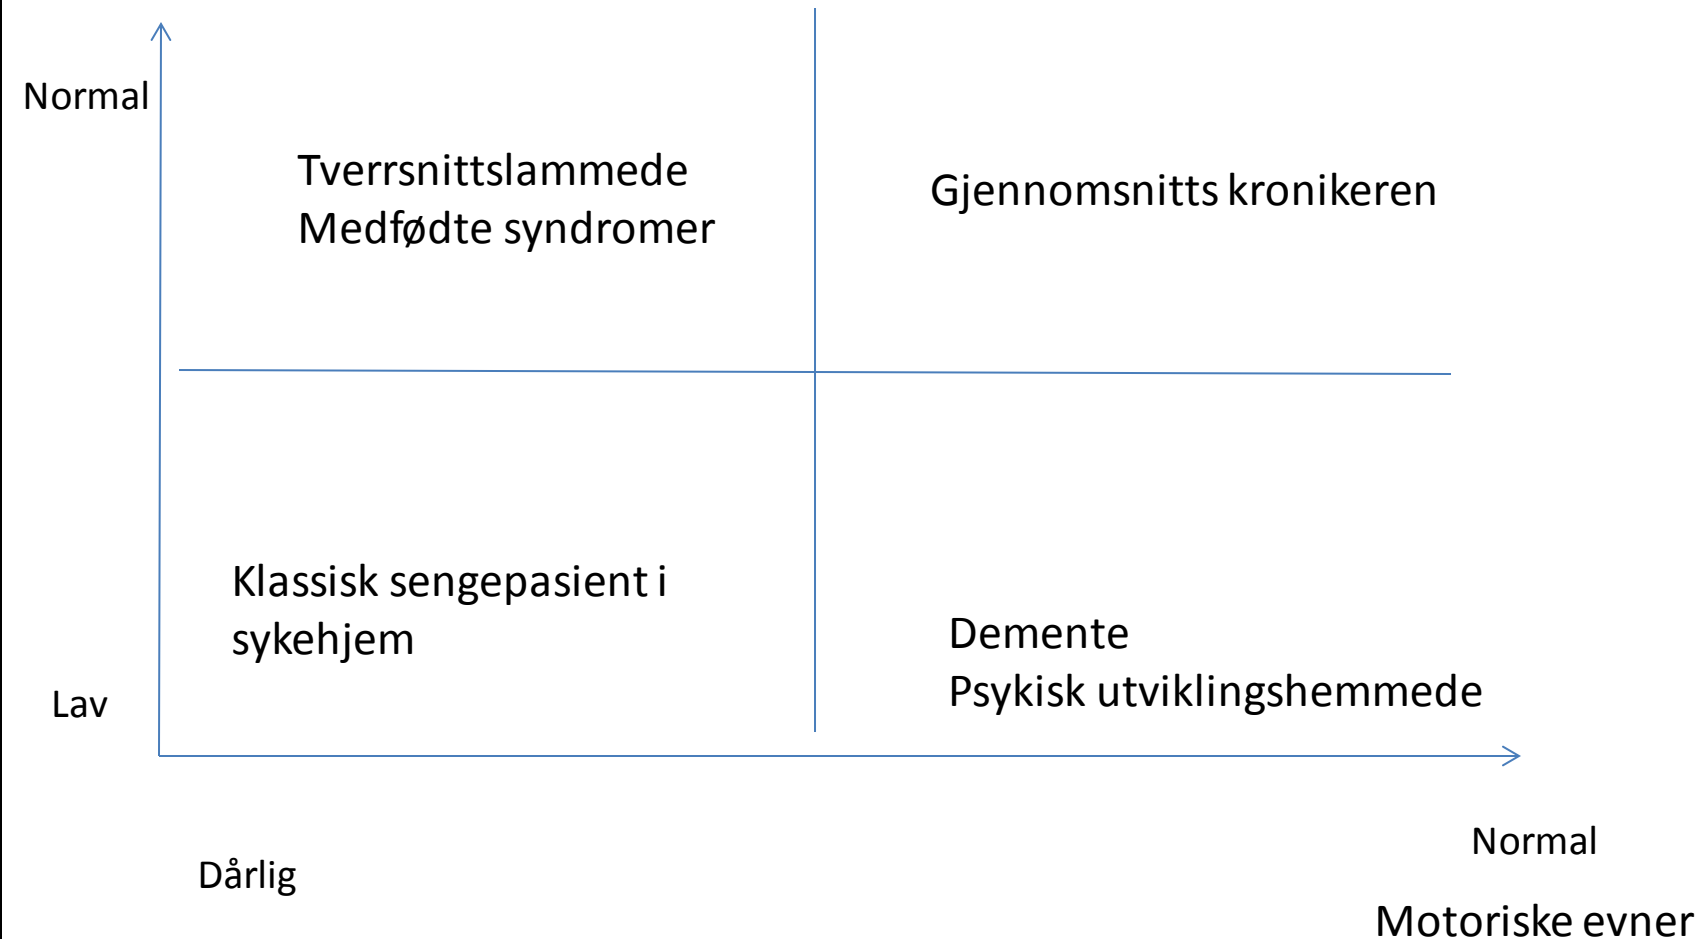 Normal
Tverrsnittslammede
Medfødte syndromer
Gjennomsnitts kronikeren
Klassisk sengepasient i
sykehjem
Demente
Psykisk utviklingshemmede
Lav
Dårlig
Normal
Motoriske evner